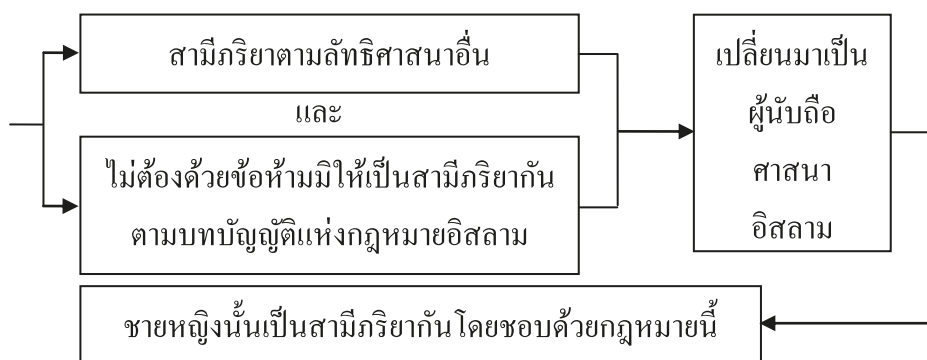 สามีภริยาตามลัทธิศาสนาอื่น
และ
ไม่ต้องด้วยข้อห้ามมิให้เป็นสามีภริยากัน
ตามบทบัญญัติแห่งกฎหมายอิสลาม
เปลี่ยนมาเป็น
ผู้นับถือ
ศาสนา
อิสลาม
ชายหญิงนั้นเป็นสามีภริยากันโดยชอบด้วยกฎหมายนี้